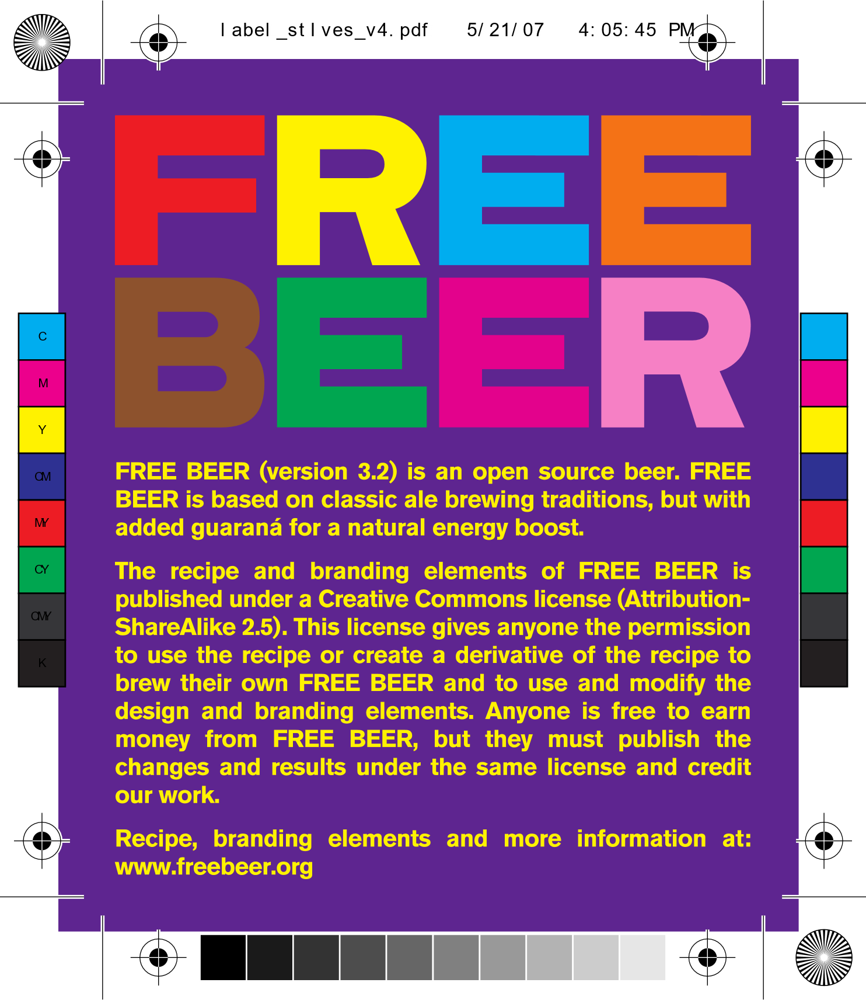 label_stIves_v4.pdf 5/21/07 4:05:45 PM
FREE
BEER
C
M
Y
CM
MY
CY
CMY
K
FREE BEER (version 3.2) is an open source beer. FREE
BEER is based on classic ale brewing traditions, but with
added guaraná for a natural energy boost.
The recipe and branding elements of FREE BEER is
published under a Creative Commons license (Attribution-
ShareAlike 2.5). This license gives anyone the permission
to use the recipe or create a derivative of the recipe to
brew their own FREE BEER and to use and modify the
design and branding elements. Anyone is free to earn
money from FREE BEER, but they must publish the
changes and results under the same license and credit
our work.
Recipe, branding elements and more information at:
www.freebeer.org